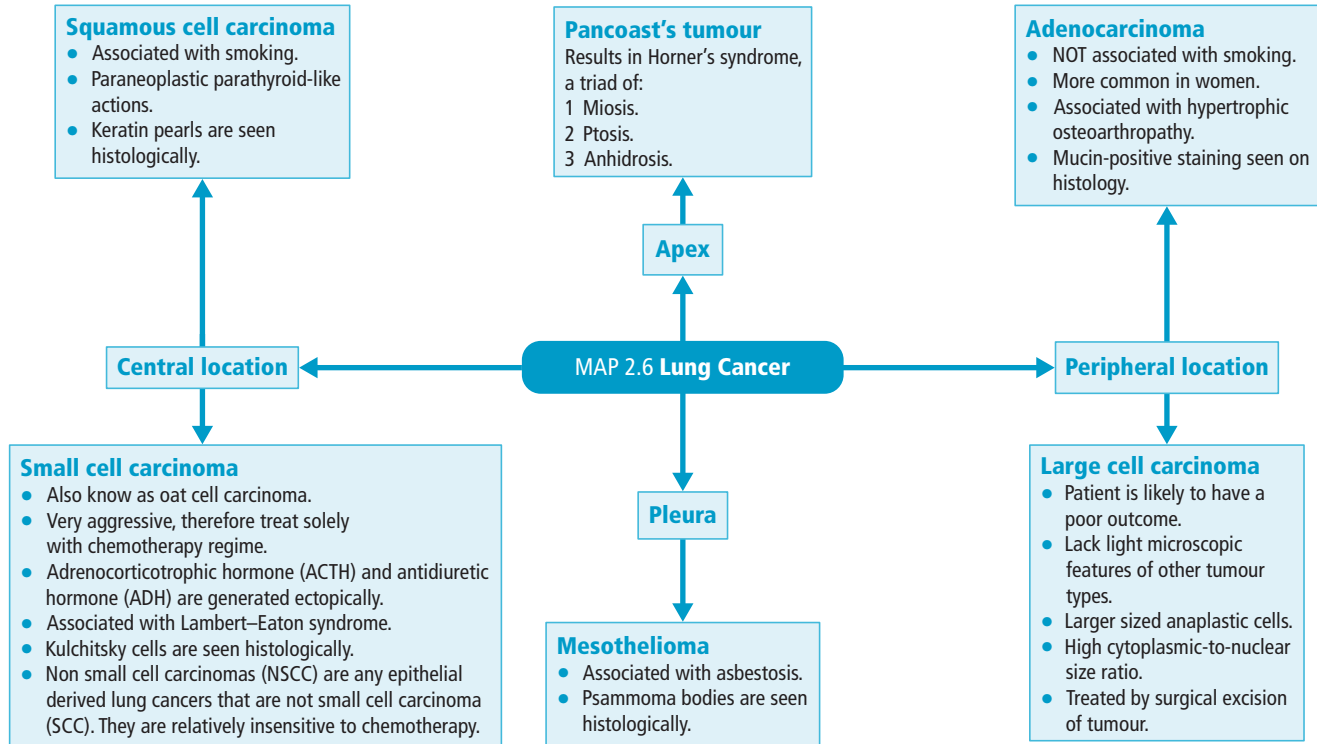 Squamous cell carcinoma
• Associated with smoking.
• Paraneoplastic parathyroid-like
actions.
• Keratin pearls are seen
histologically.
Pancoast's tumour
Results in Horner's syndrome,
a triad of:
1 Miosis.
2 Ptosis.
3 Anhidrosis.
Adenocarcinoma
• NOT associated with smoking.
• More common in women.
• Associated with hypertrophic
osteoarthropathy.
• Mucin-positive staining seen on
histology.
Apex
Central location
MAP 2.6 Lung Cancer
Peripheral location
Small cell carcinoma
• Also know as oat cell carcinoma.
• Very aggressive, therefore treat solely
with chemotherapy regime.
• Adrenocorticotrophic hormone (ACTH) and antidiuretic
hormone (ADH) are generated ectopically.
• Associated with Lambert–Eaton syndrome.
• Kulchitsky cells are seen histologically.
• Non small cell carcinomas (NSCC) are any epithelial
derived lung cancers that are not small cell carcinoma
(SCC). They are relatively insensitive to chemotherapy.
Pleura
Mesothelioma
• Associated with asbestosis.
• Psammoma bodies are seen
histologically.
Large cell carcinoma
• Patient is likely to have a
poor outcome.
• Lack light microscopic
features of other tumour
types.
• Larger sized anaplastic cells.
• High cytoplasmic-to-nuclear
size ratio.
• Treated by surgical excision
of tumour.